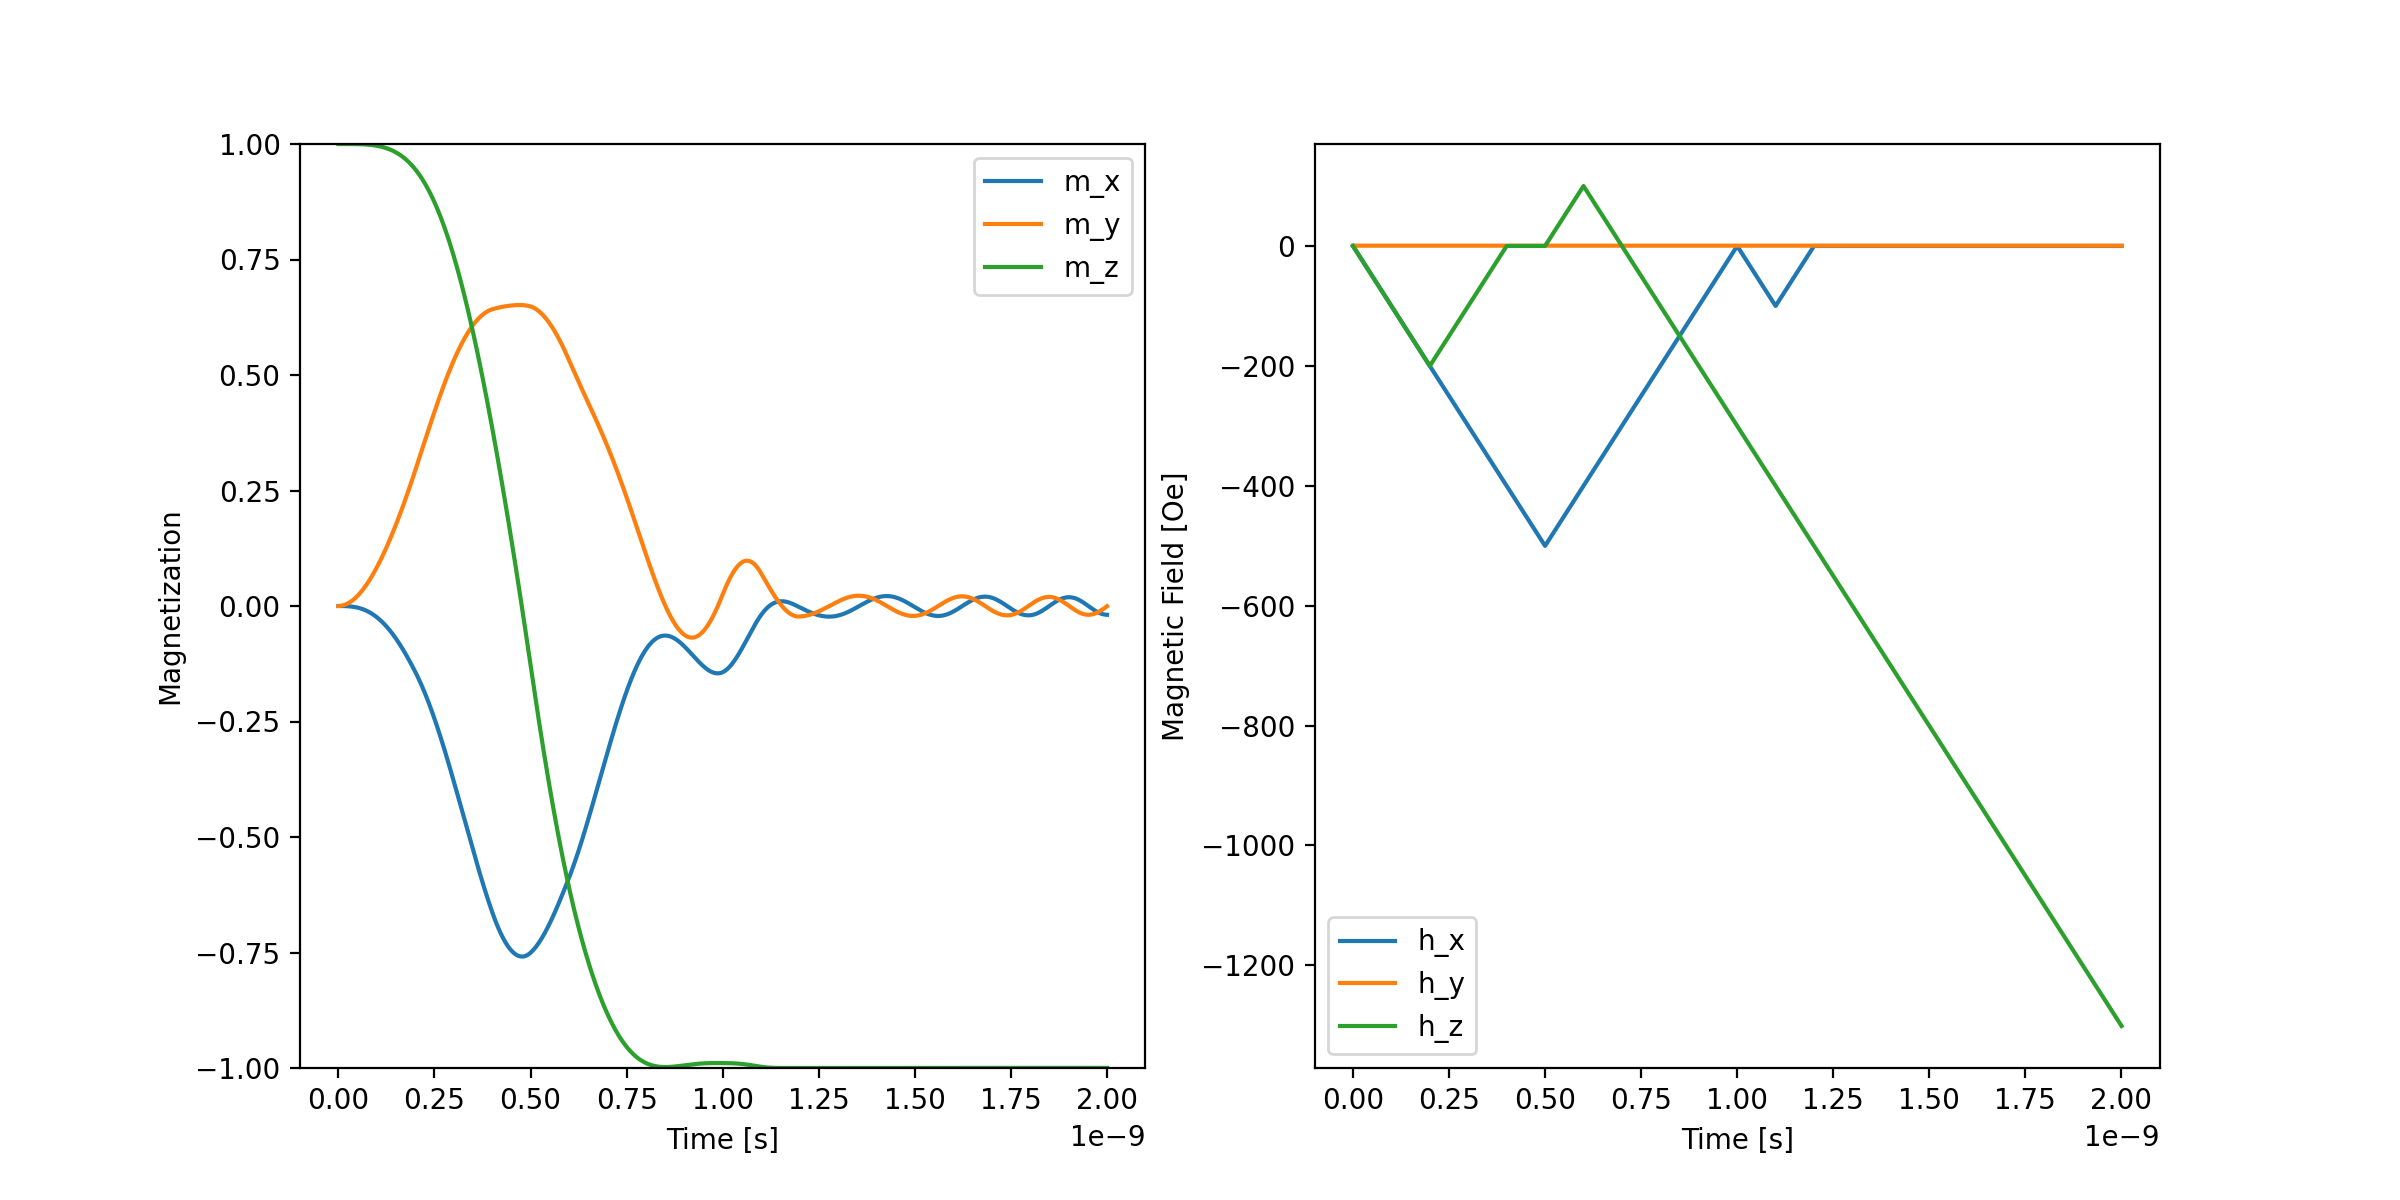 Magnetization
1.00
0.75
0.50
0.25
0.00
−0.25
−0.50
−0.75
−1.00
m_x
m_y
m_z
0.00 0.25 0.50 0.75 1.00 1.25 1.50 1.75 2.00
Time [s]
1e−9
Magnetic Field [Oe]
0
−200
−400
−600
−800
−1000
−1200
h_x
h_y
h_z
0.00 0.25 0.50 0.75 1.00 1.25 1.50 1.75 2.00
Time [s]
1e−9